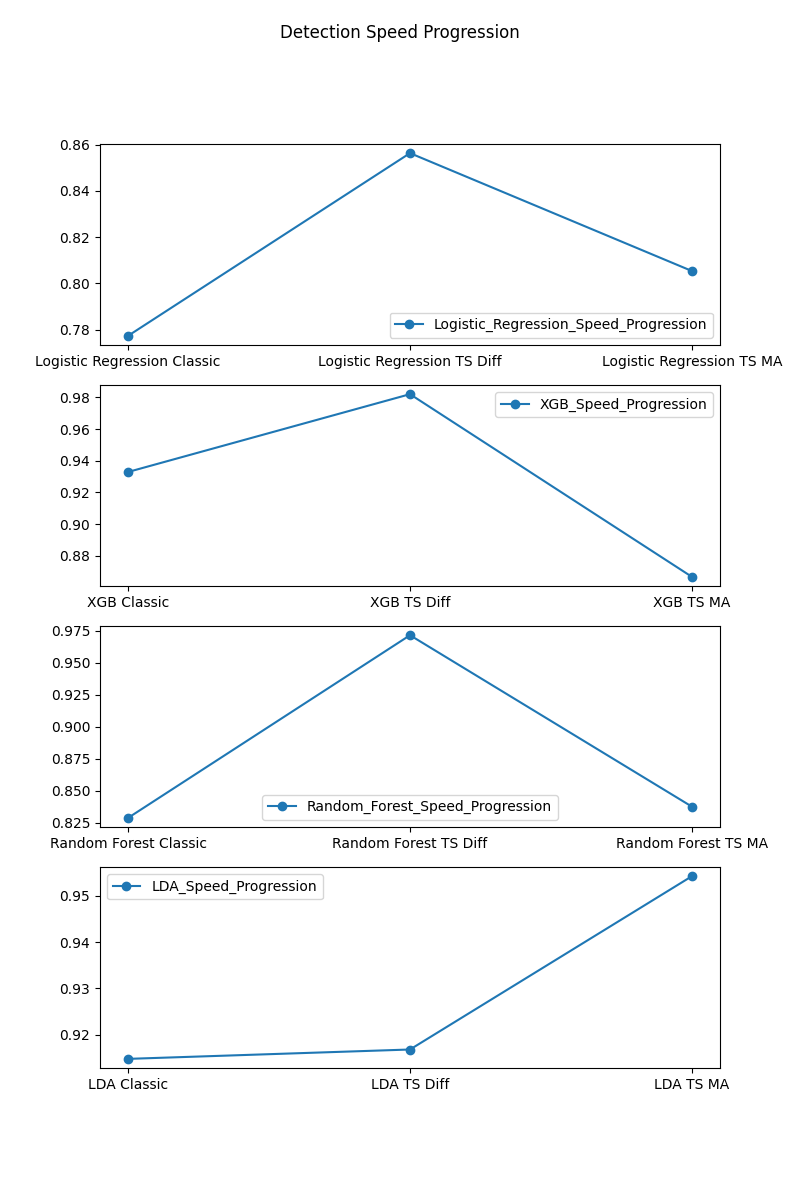 Detection Speed Progression
0.86
0.84
0.82
0.80
0.78
Logistic_Regression_Speed_Progression
Logistic Regression Classic Logistic Regression TS Diff Logistic Regression TS MA
0.98
0.96
0.94
0.92
0.90
0.88
XGB_Speed_Progression
XGB Classic XGB TS Diff XGB TS MA
0.975
0.950
0.925
0.900
0.875
0.850
0.825
Random_Forest_Speed_Progression
Random Forest Classic Random Forest TS Diff Random Forest TS MA
LDA_Speed_Progression
0.95
0.94
0.93
0.92
LDA Classic LDA TS Diff LDA TS MA